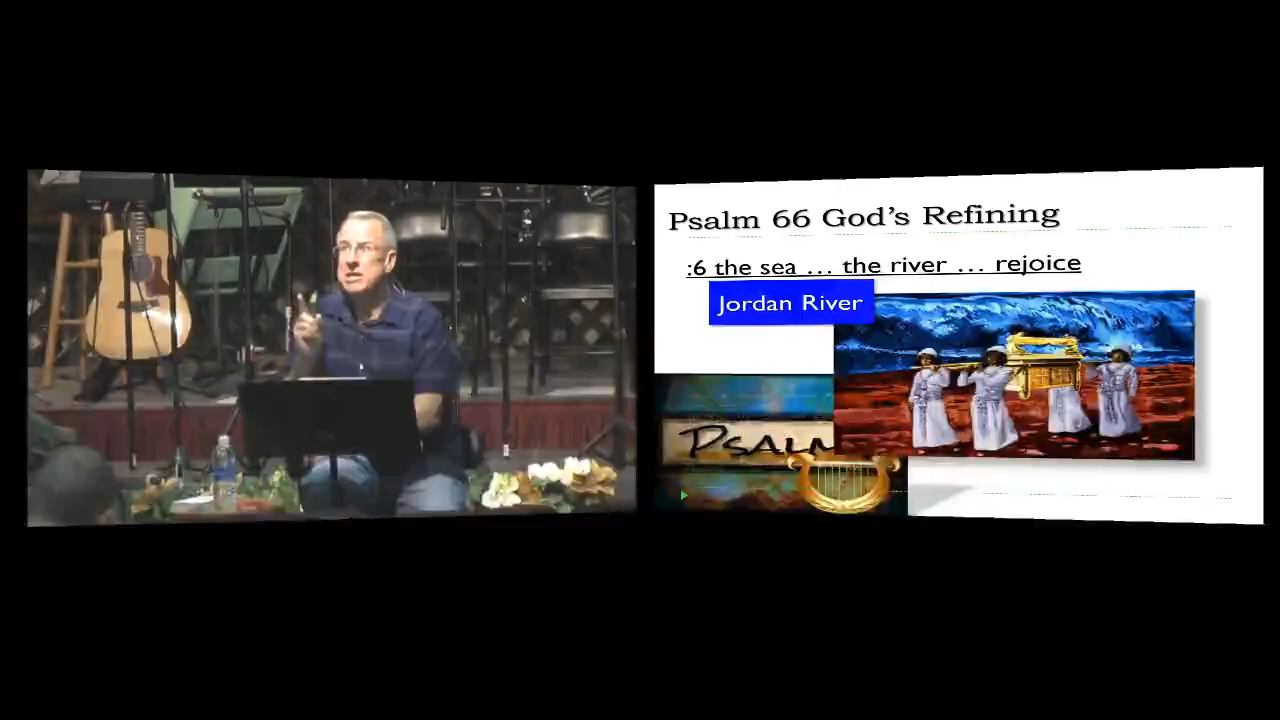 Psalm 66 God's Refining
:6 the sea ... the river ... rejoice
Jordan River
PSALM